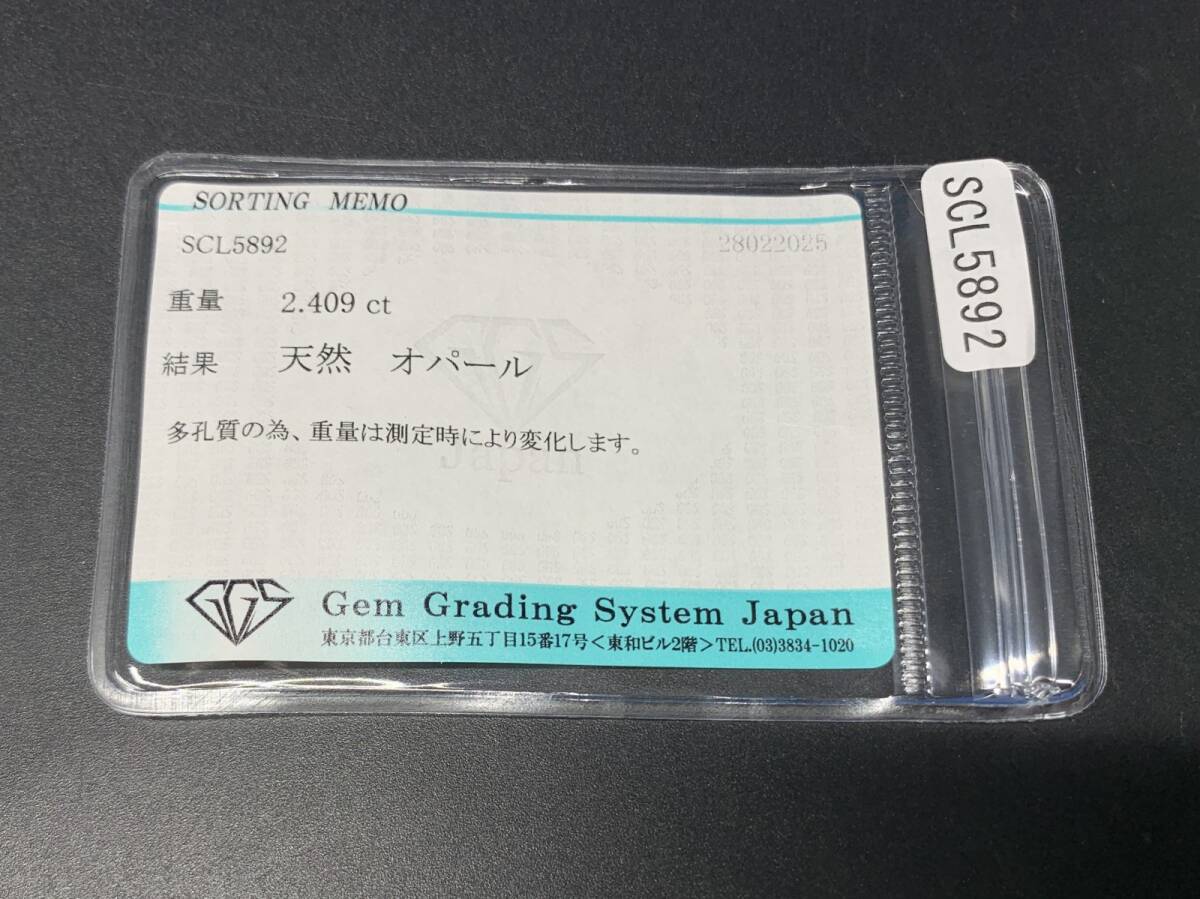 SORTING MEMO
SCL5892 28022025
重量 2.409 ct
結果 天然 オパール
多孔質の為、重量は測定時により変化します。
Japan
GGS Gem Grading System Japan
東京都台東区上野五丁目15番17号<東和ビル2階>TEL.(03)3834-1020
SCL5892